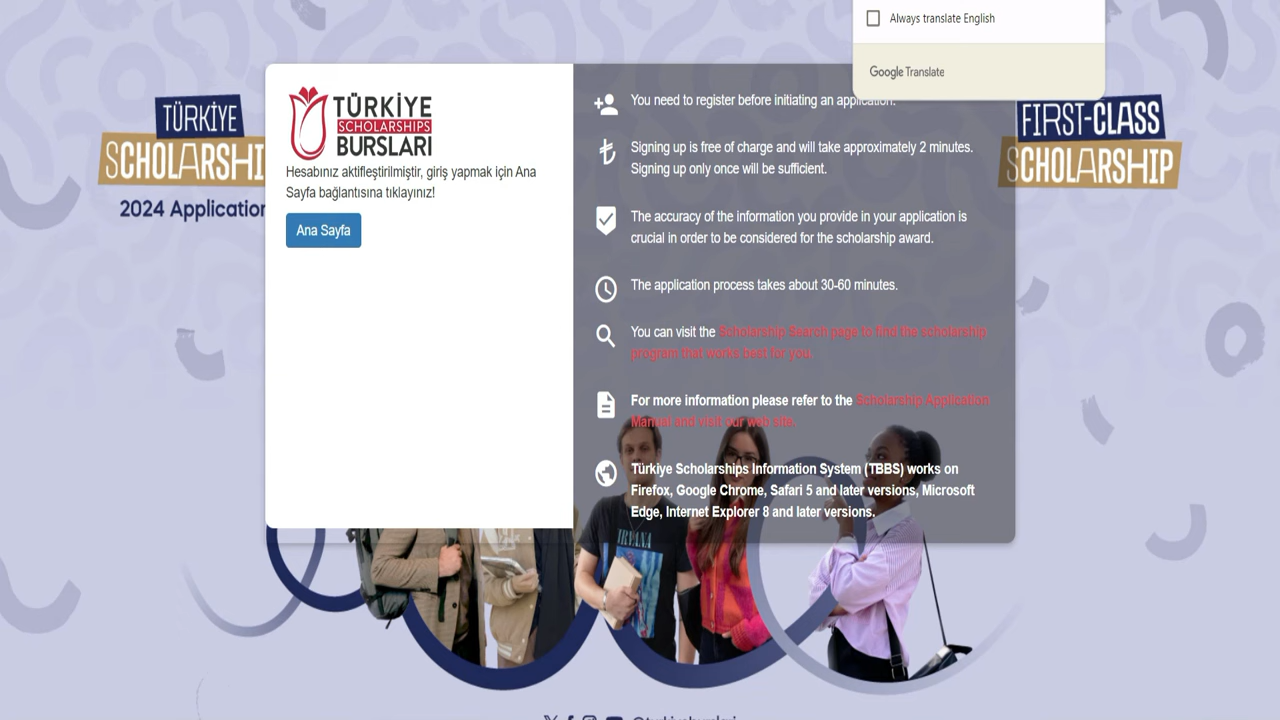 Always translate English
Google Translate
TÜRKİYE
SCHOLARSHI
2024 Application
TÜRKİYE
SCHOLARSHIPS
BURSLARI
Hesabınız aktifleştirilmiştir, giriş yapmak için Ana
Sayfa bağlantısına tıklayınız!
Ana Sayfa
You need to register before initiating an application.
Signing up is free of charge and will take approximately 2 minutes.
Signing up only once will be sufficient.
The accuracy of the information you provide in your application is
crucial in order to be considered for the scholarship award.
The application process takes about 30-60 minutes.
You can visit the Scholarship Search page to find the scholarship
program that works best for you.
For more information please refer to the Scholarship Application
Manual and visit our web site.
Türkiye Scholarships Information System (TBBS) works on
Firefox, Google Chrome, Safari 5 and later versions, Microsoft
Edge, Internet Explorer 8 and later versions.
FIRST-CLASS
SCHOLARSHIP
NIRVANA